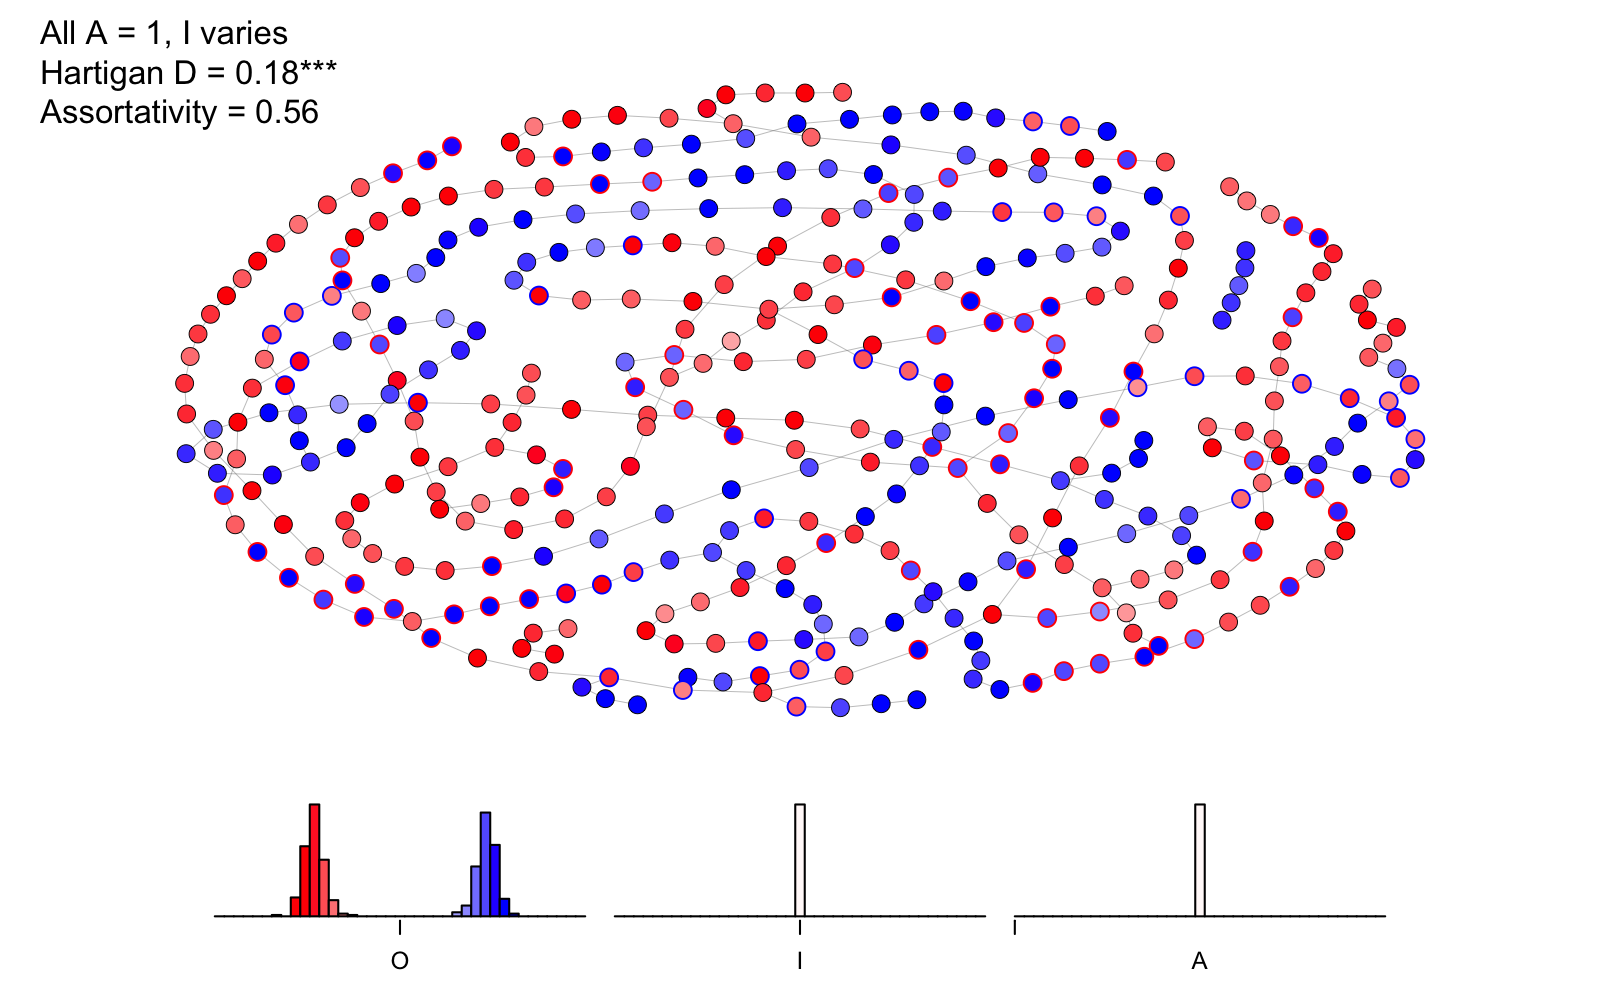 All A = 1, I varies
Hartigan D = 0.18***
Assortativity = 0.56
O
I
A